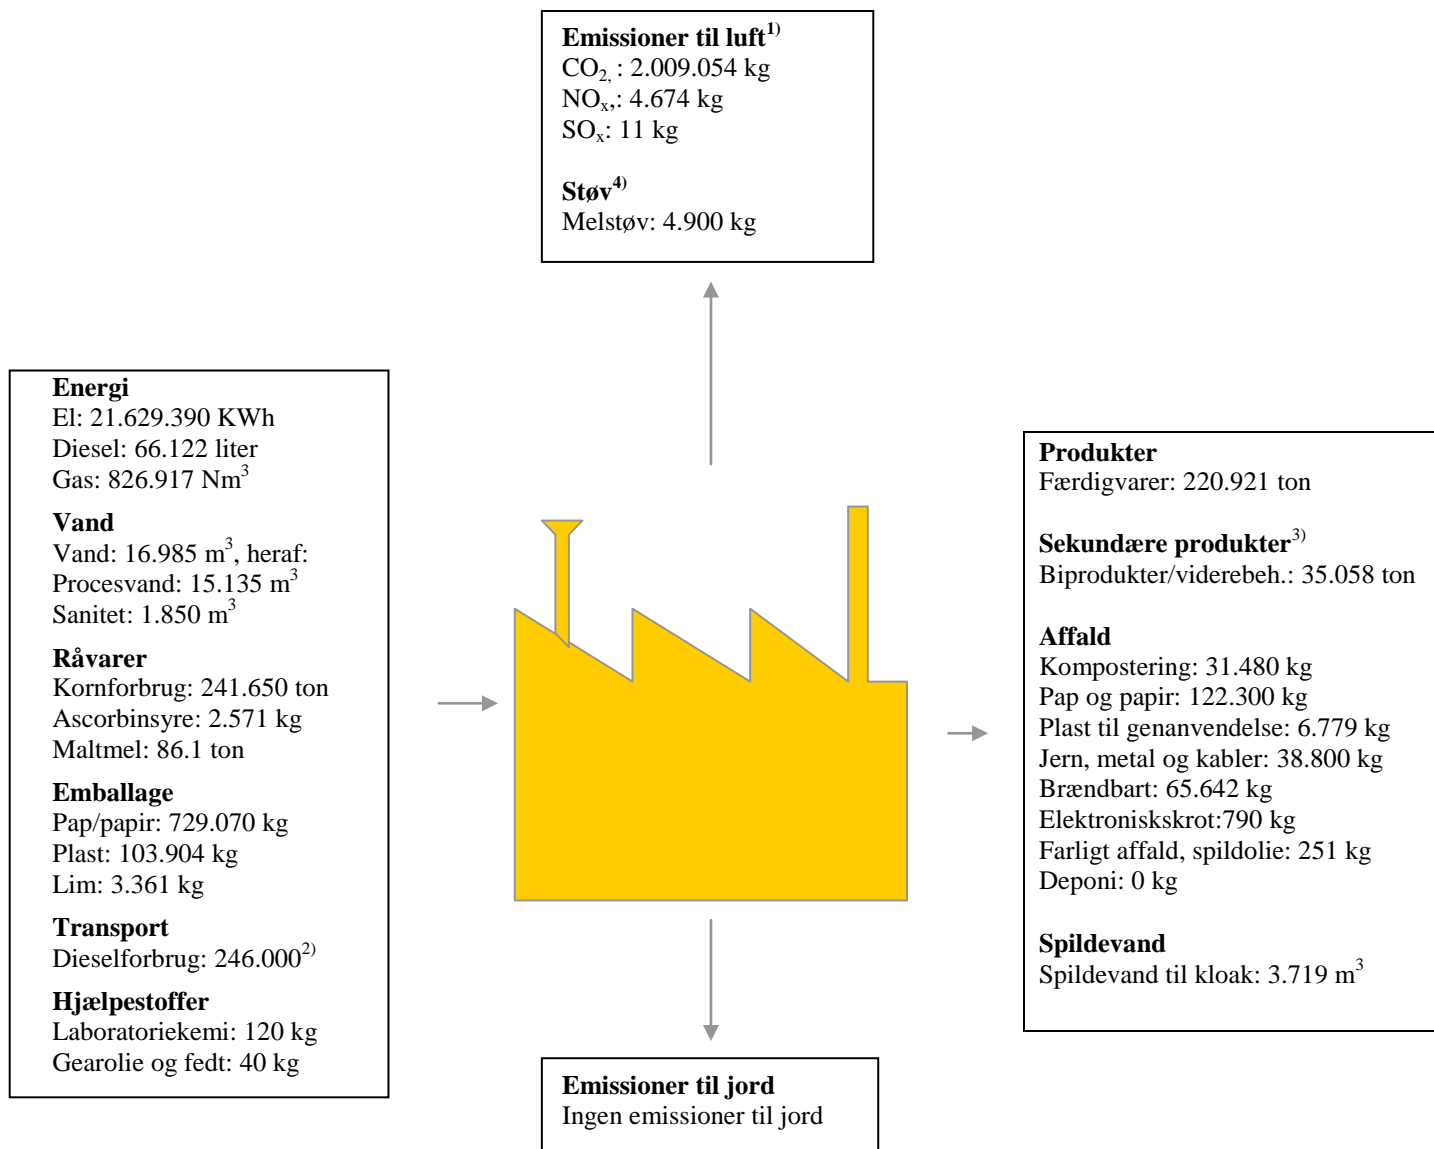 Emissioner til luft1)
CO2, : 2.009.054 kg
NOx,: 4.674 kg
SOx: 11 kg
Støv4)
Melstøv: 4.900 kg
Energi
El: 21.629.390 KWh
Diesel: 66.122 liter
Gas: 826.917 Nm3
Vand
Vand: 16.985 m3, heraf:
Procesvand: 15.135 m3
Sanitet: 1.850 m3
Råvarer
Kornforbrug: 241.650 ton
Ascorbinsyre: 2.571 kg
Maltmel: 86.1 ton
Emballage
Pap/papir: 729.070 kg
Plast: 103.904 kg
Lim: 3.361 kg
Transport
Dieselforbrug: 246.0002)
Hjælpestoffer
Laboratoriekemi: 120 kg
Gearolie og fedt: 40 kg
Produkter
Færdigvarer: 220.921 ton
Sekundære produkter3)
Biprodukter/viderebeh.: 35.058 ton
Affald
Kompostering: 31.480 kg
Pap og papir: 122.300 kg
Plast til genanvendelse: 6.779 kg
Jern, metal og kabler: 38.800 kg
Brændbart: 65.642 kg
Elektroniskskrot:790 kg
Farligt affald, spildolie: 251 kg
Deponi: 0 kg
Spildevand
Spildevand til kloak: 3.719 m3
Emissioner til jord
Ingen emissioner til jord